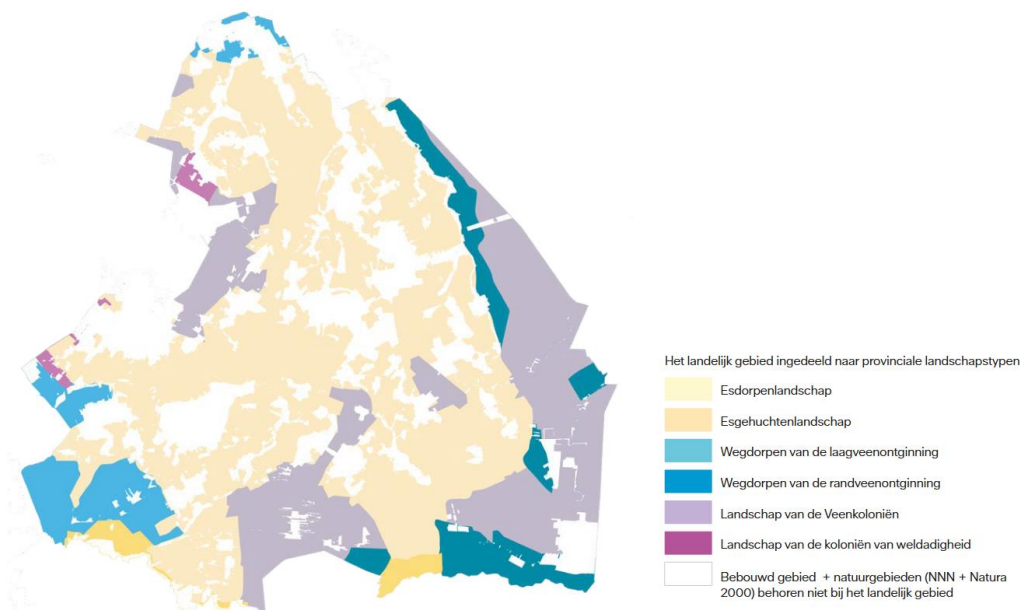 Het landelijk gebied ingedeeld naar provinciale landschapstypen
Esdorpenlandschap
Esgehuchtenlandschap
Wegdorpen van de laagveenontginning
Wegdorpen van de randveenontginning
Landschap van de Veenkoloniën
Landschap van de koloniën van weldadigheid
Bebouwd gebied + natuurgebieden (NNN + Natura
2000) behoren niet bij het landelijk gebied